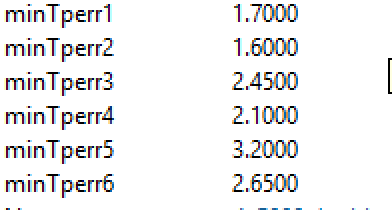 minTperr1 1.7000
minTperr2 1.6000
minTperr3 2.4500
minTperr4 2.1000
minTperr5 3.2000
minTperr6 2.6500